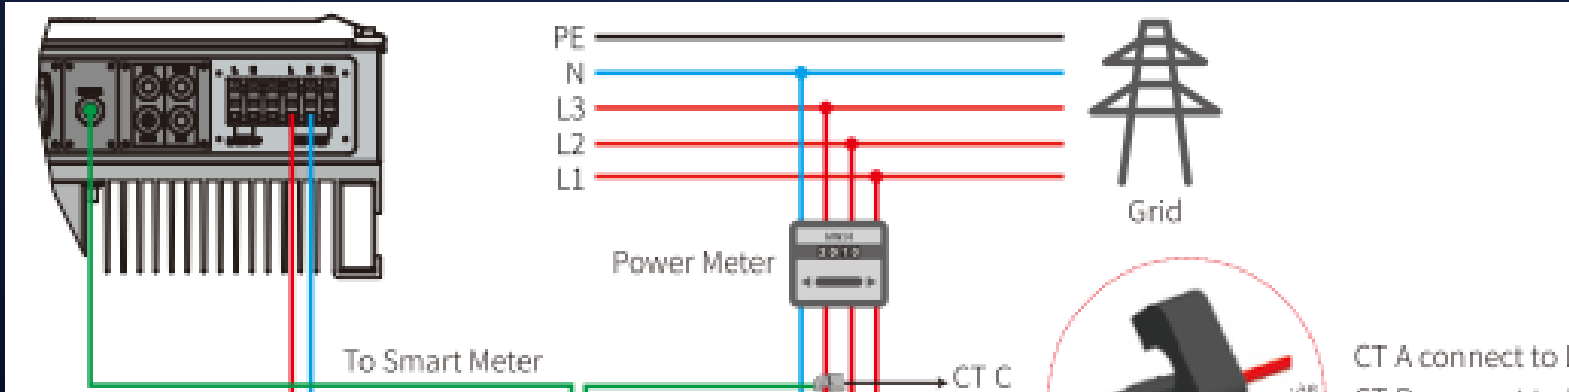 PE
N
L3
L2
L1
Grid
Power Meter
To Smart Meter
CT C
CT A connect to